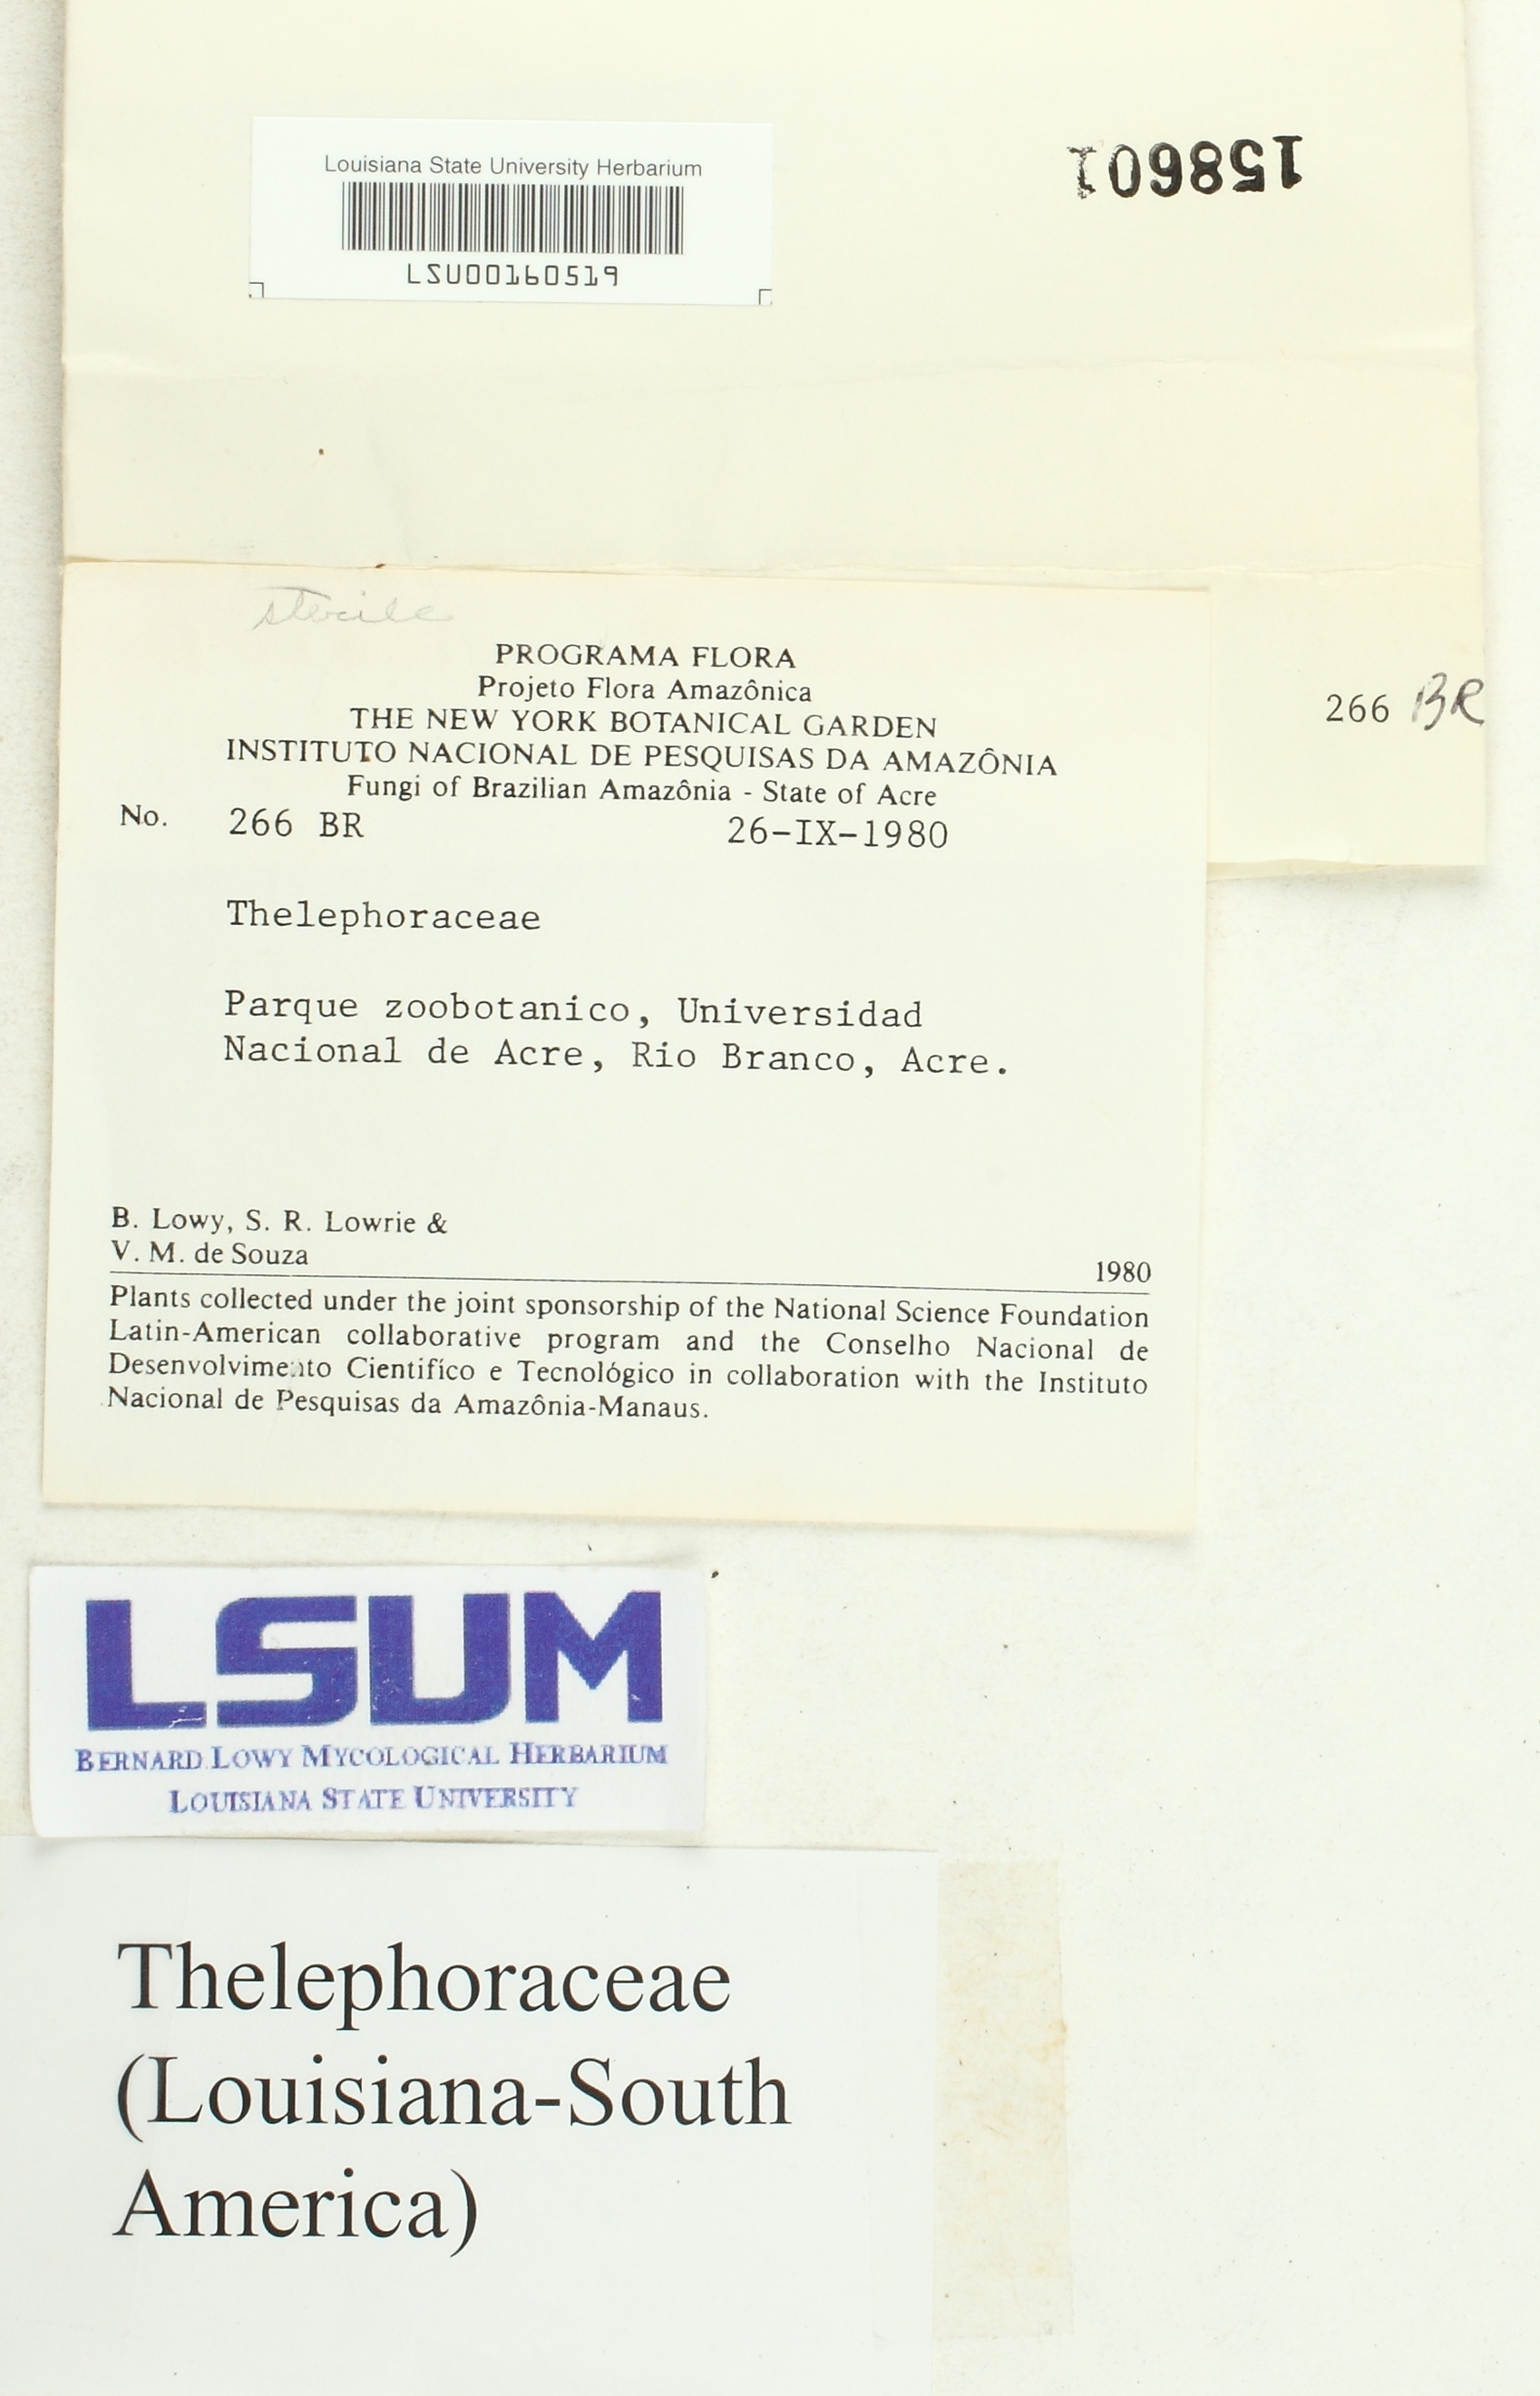 Louisiana State University Herbarium
LSU00160519
158601
sterile
PROGRAMA FLORA
Projeto Flora Amazônica
THE NEW YORK BOTANICAL GARDEN
INSTITUTO NACIONAL DE PESQUISAS DA AMAZÔNIA
Fungi of Brazilian Amazônia - State of Acre
No. 266 BR 26-IX-1980
266 BR
Thelephoraceae
Parque zoobotanico, Universidad
Nacional de Acre, Rio Branco, Acre.
B. Lowy, S. R. Lowrie &
V. M. de Souza 1980
Plants collected under the joint sponsorship of the National Science Foundation
Latin-American collaborative program and the Conselho Nacional de
Desenvolvimento Cientifíco e Tecnológico in collaboration with the Instituto
Nacional de Pesquisas da Amazônia-Manaus.
LSUM
BERNARD LOWY MYCOLOGICAL HERBARIUM
LOUISIANA STATE UNIVERSITY
Thelephoraceae
(Louisiana-South
America)